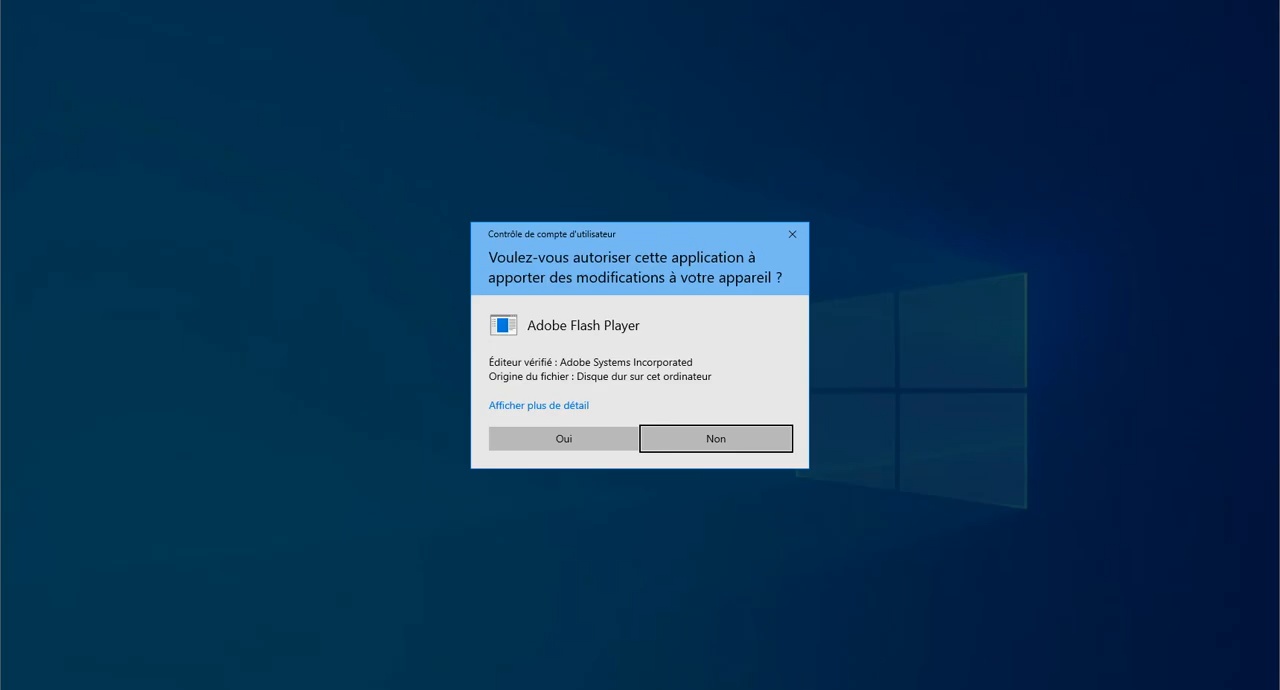 Contrôle de compte d'utilisateur
Voulez-vous autoriser cette application à
apporter des modifications à votre appareil ?
Adobe Flash Player
Éditeur vérifié : Adobe Systems Incorporated
Origine du fichier : Disque dur sur cet ordinateur
Afficher plus de détail
Oui
Non